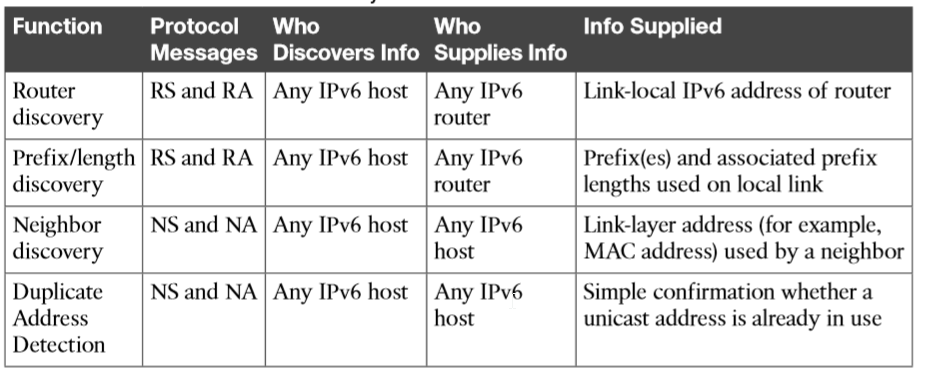 Function Protocol Messages Who Discovers Info Who Supplies Info Info Supplied
Router discovery RS and RA Any IPv6 host Any IPv6 router Link-local IPv6 address of router
Prefix/length discovery RS and RA Any IPv6 host Any IPv6 router Prefix(es) and associated prefix lengths used on local link
Neighbor discovery NS and NA Any IPv6 host Any IPv6 host Link-layer address (for example, MAC address) used by a neighbor
Duplicate Address Detection NS and NA Any IPv6 host Any IPv6 host Simple confirmation whether a unicast address is already in use